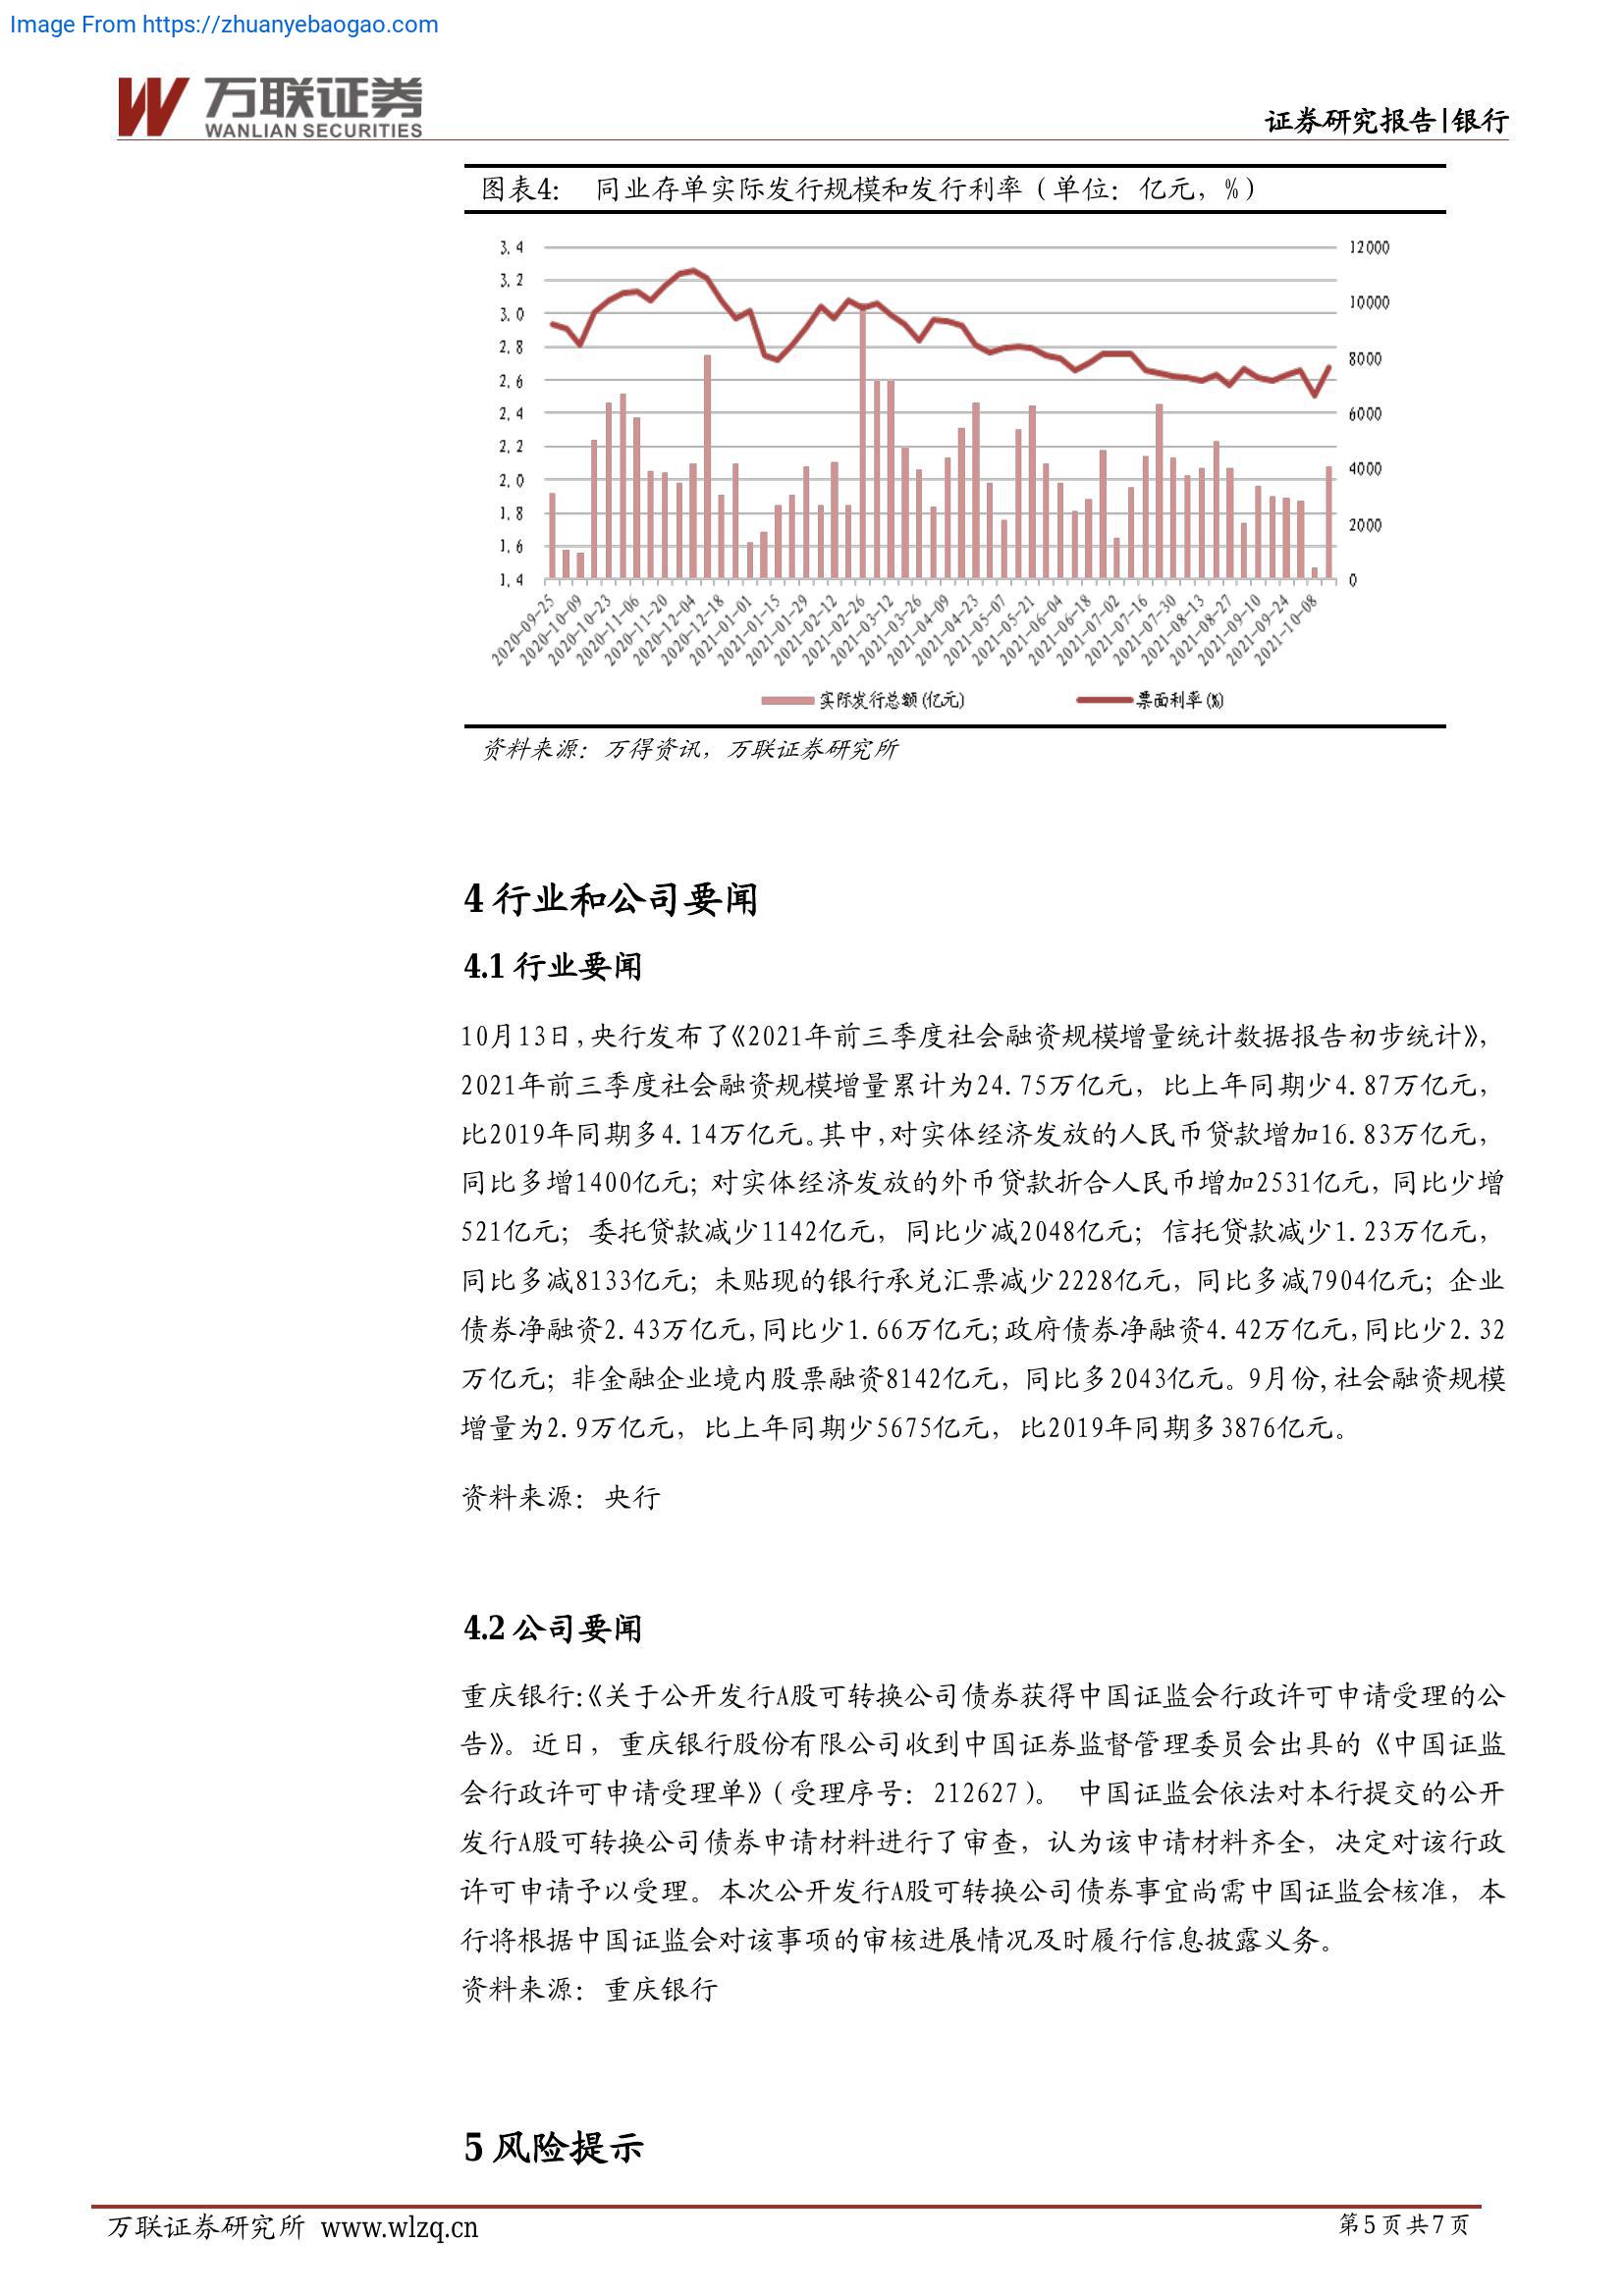 Image From https://zhuanyebaogao.com
万联证券
WANLIAN SECURITIES
证券研究报告|银行
图表4： 同业存单实际发行规模和发行利率（单位：亿元，%）
3.4
3.2
3.0
2.8
2.6
2.4
2.2
2.0
1.8
1.6
1.4
12000
10000
8000
6000
4000
2000
0
2020-09-25
2020-10-09
2020-10-23
2020-11-06
2020-11-20
2020-12-04
2020-12-18
2021-01-01
2021-01-15
2021-01-29
2021-02-12
2021-02-26
2021-03-12
2021-03-26
2021-04-09
2021-04-23
2021-05-07
2021-05-21
2021-06-04
2021-06-18
2021-07-02
2021-07-16
2021-07-30
2021-08-13
2021-08-27
2021-09-10
2021-09-24
2021-10-08
实际发行总额(亿元)
票面利率(%)
资料来源：万得资讯，万联证券研究所
4 行业和公司要闻
4.1 行业要闻
10月13日,央行发布了《2021年前三季度社会融资规模增量统计数据报告初步统计》，
2021年前三季度社会融资规模增量累计为24.75万亿元，比上年同期少4.87万亿元，
比2019年同期多4.14万亿元。其中,对实体经济发放的人民币贷款增加16.83万亿元，
同比多增1400亿元；对实体经济发放的外币贷款折合人民币增加2531亿元，同比少增
521亿元；委托贷款减少1142亿元，同比少减2048亿元；信托贷款减少1.23万亿元，
同比多减8133亿元；未贴现的银行承兑汇票减少2228亿元，同比多减7904亿元；企业
债券净融资2.43万亿元,同比少1.66万亿元;政府债券净融资4.42万亿元,同比少2.32
万亿元；非金融企业境内股票融资8142亿元，同比多2043亿元。9月份,社会融资规模
增量为2.9万亿元，比上年同期少5675亿元，比2019年同期多3876亿元。
资料来源：央行
4.2 公司要闻
重庆银行:《关于公开发行A股可转换公司债券获得中国证监会行政许可申请受理的公
告》。近日，重庆银行股份有限公司收到中国证券监督管理委员会出具的《中国证监
会行政许可申请受理单》（受理序号：212627）。 中国证监会依法对本行提交的公开
发行A股可转换公司债券申请材料进行了审查，认为该申请材料齐全，决定对该行政
许可申请予以受理。本次公开发行A股可转换公司债券事宜尚需中国证监会核准，本
行将根据中国证监会对该事项的审核进展情况及时履行信息披露义务。
资料来源：重庆银行
5 风险提示
万联证券研究所 www.wlzq.cn
第5页共7页